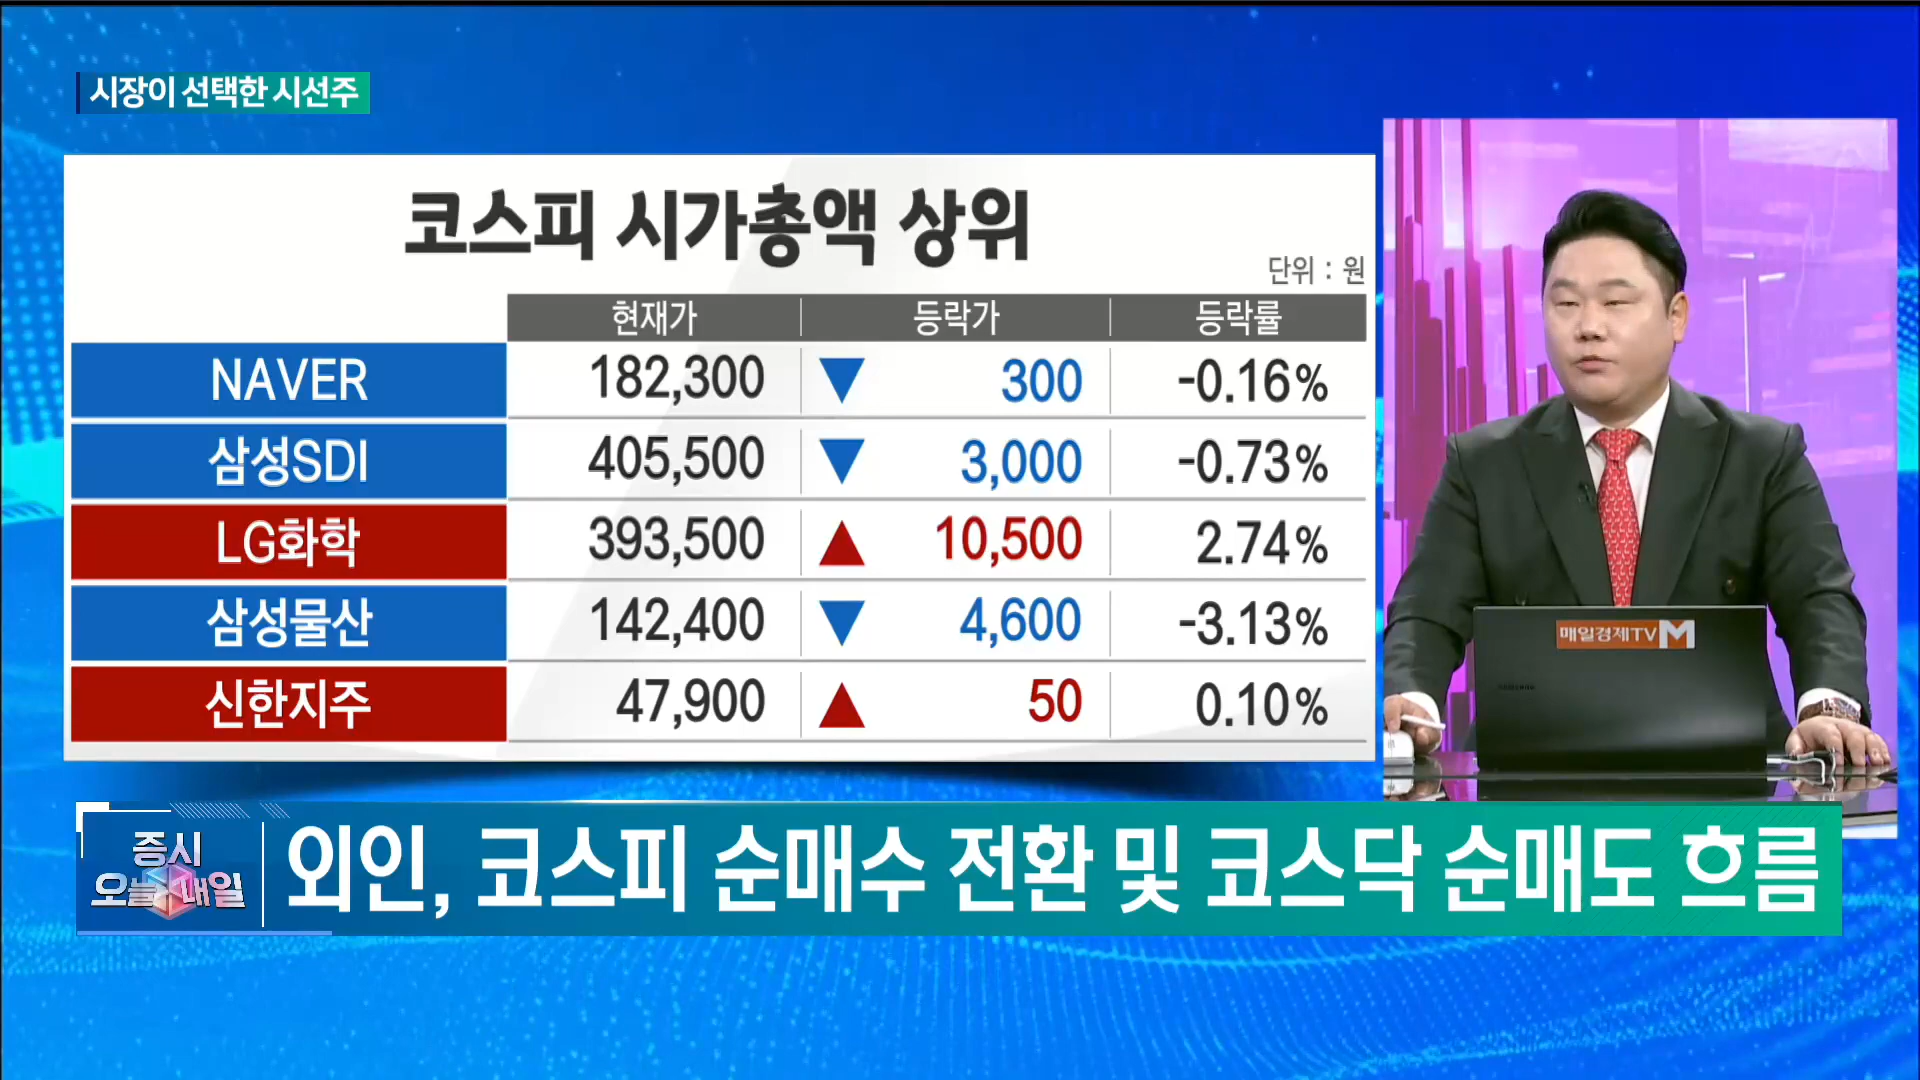 시장이 선택한 시선주
코스피 시가총액 상위
단위 : 원
현재가 등락가 등락률
NAVER 182,300 ▼ 300 -0.16%
삼성SDI 405,500 ▼ 3,000 -0.73%
LG화학 393,500 ▲ 10,500 2.74%
삼성물산 142,400 ▼ 4,600 -3.13%
신한지주 47,900 ▲ 50 0.10%
매일경제TV M
SAMSUNG
증시
오늘 내일
외인, 코스피 순매수 전환 및 코스닥 순매도 흐름